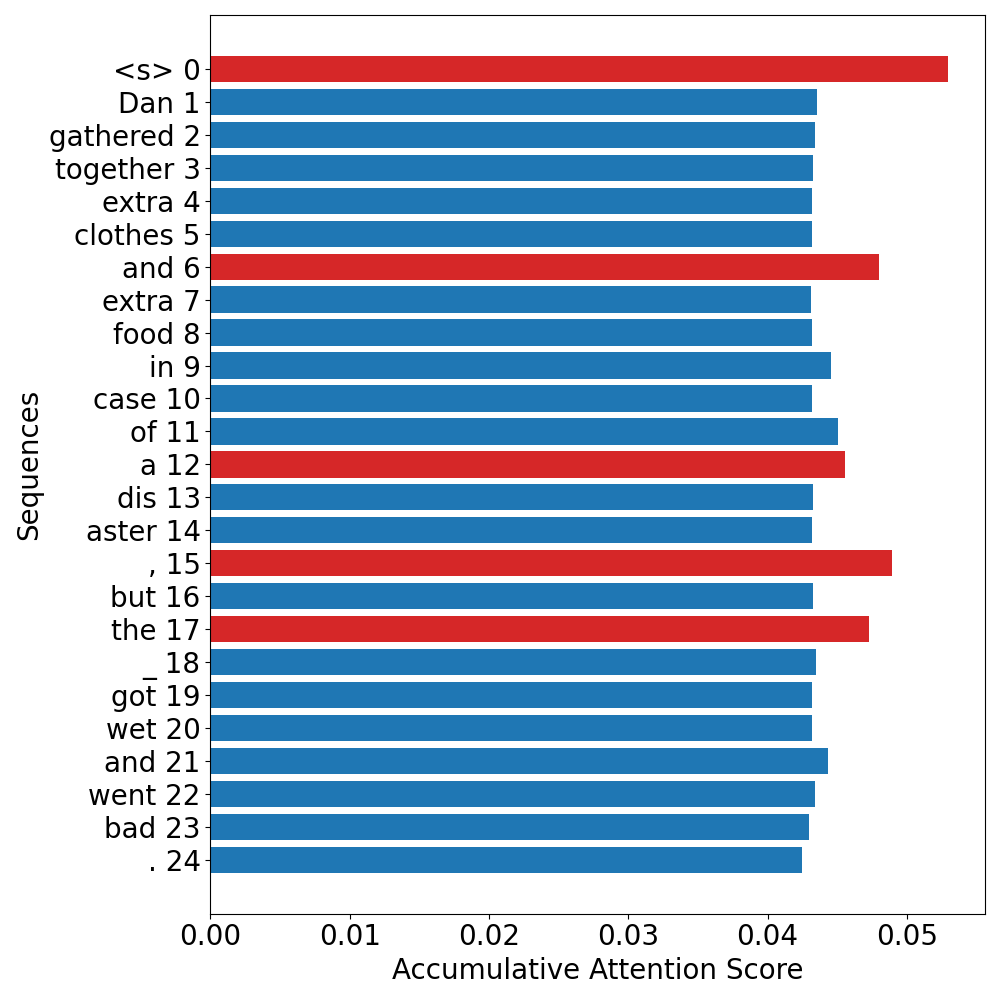 <s> 0
Dan 1
gathered 2
together 3
extra 4
clothes 5
and 6
extra 7
food 8
in 9
case 10
of 11
a 12
dis 13
aster 14
, 15
but 16
the 17
_ 18
got 19
wet 20
and 21
went 22
bad 23
. 24
Sequences
0.00 0.01 0.02 0.03 0.04 0.05
Accumulative Attention Score